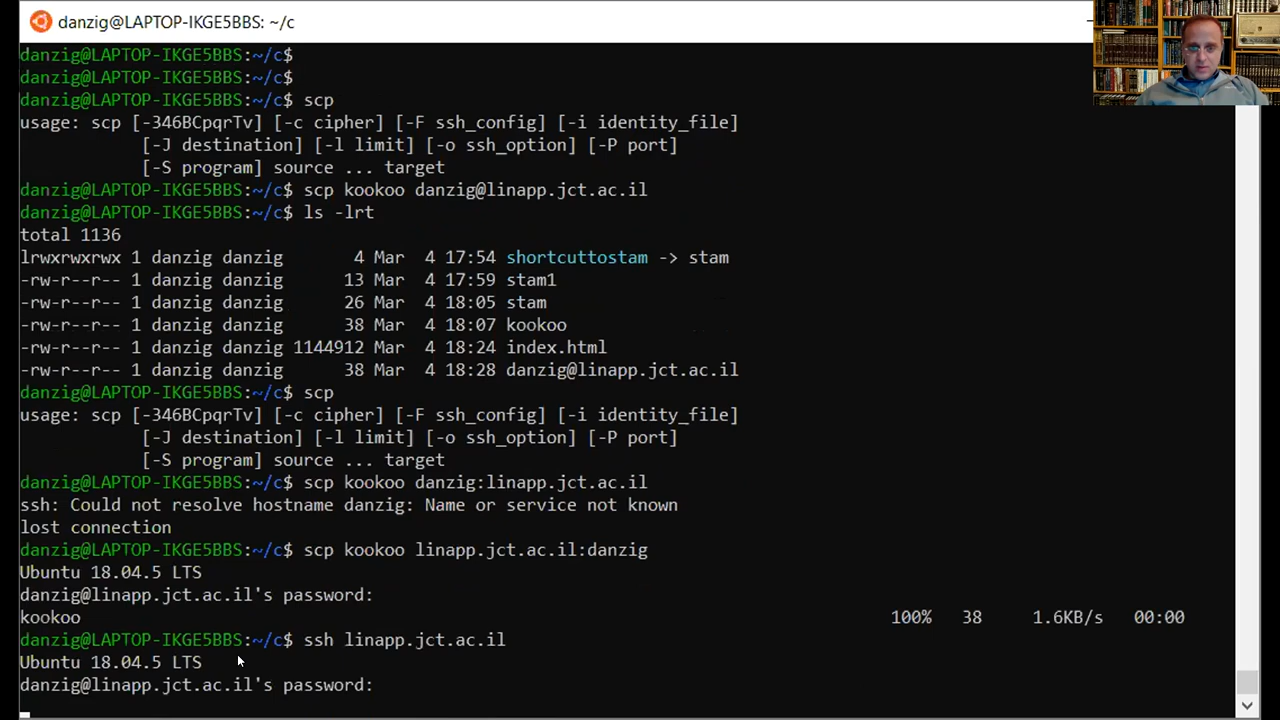 danzig@LAPTOP-IKGE5BBS: ~/c
danzig@LAPTOP-IKGE5BBS:~/c$
danzig@LAPTOP-IKGE5BBS:~/c$
danzig@LAPTOP-IKGE5BBS:~/c$ scp
usage: scp [-346BCpqrTv] [-c cipher] [-F ssh_config] [-i identity_file]
[-J destination] [-l limit] [-o ssh_option] [-P port]
[-S program] source ... target
danzig@LAPTOP-IKGE5BBS:~/c$ scp kookoo danzig@linapp.jct.ac.il
danzig@LAPTOP-IKGE5BBS:~/c$ ls -lrt
total 1136
lrwxrwxrwx 1 danzig danzig 4 Mar 4 17:54 shortcuttostam -> stam
-rw-r--r-- 1 danzig danzig 13 Mar 4 17:59 stam1
-rw-r--r-- 1 danzig danzig 26 Mar 4 18:05 stam
-rw-r--r-- 1 danzig danzig 38 Mar 4 18:07 kookoo
-rw-r--r-- 1 danzig danzig 1144912 Mar 4 18:24 index.html
-rw-r--r-- 1 danzig danzig 38 Mar 4 18:28 danzig@linapp.jct.ac.il
danzig@LAPTOP-IKGE5BBS:~/c$ scp
usage: scp [-346BCpqrTv] [-c cipher] [-F ssh_config] [-i identity_file]
[-J destination] [-l limit] [-o ssh_option] [-P port]
[-S program] source ... target
danzig@LAPTOP-IKGE5BBS:~/c$ scp kookoo danzig:linapp.jct.ac.il
ssh: Could not resolve hostname danzig: Name or service not known
lost connection
danzig@LAPTOP-IKGE5BBS:~/c$ scp kookoo linapp.jct.ac.il:danzig
Ubuntu 18.04.5 LTS
danzig@linapp.jct.ac.il's password:
kookoo 100% 38 1.6KB/s 00:00
danzig@LAPTOP-IKGE5BBS:~/c$ ssh linapp.jct.ac.il
Ubuntu 18.04.5 LTS
danzig@linapp.jct.ac.il's password: